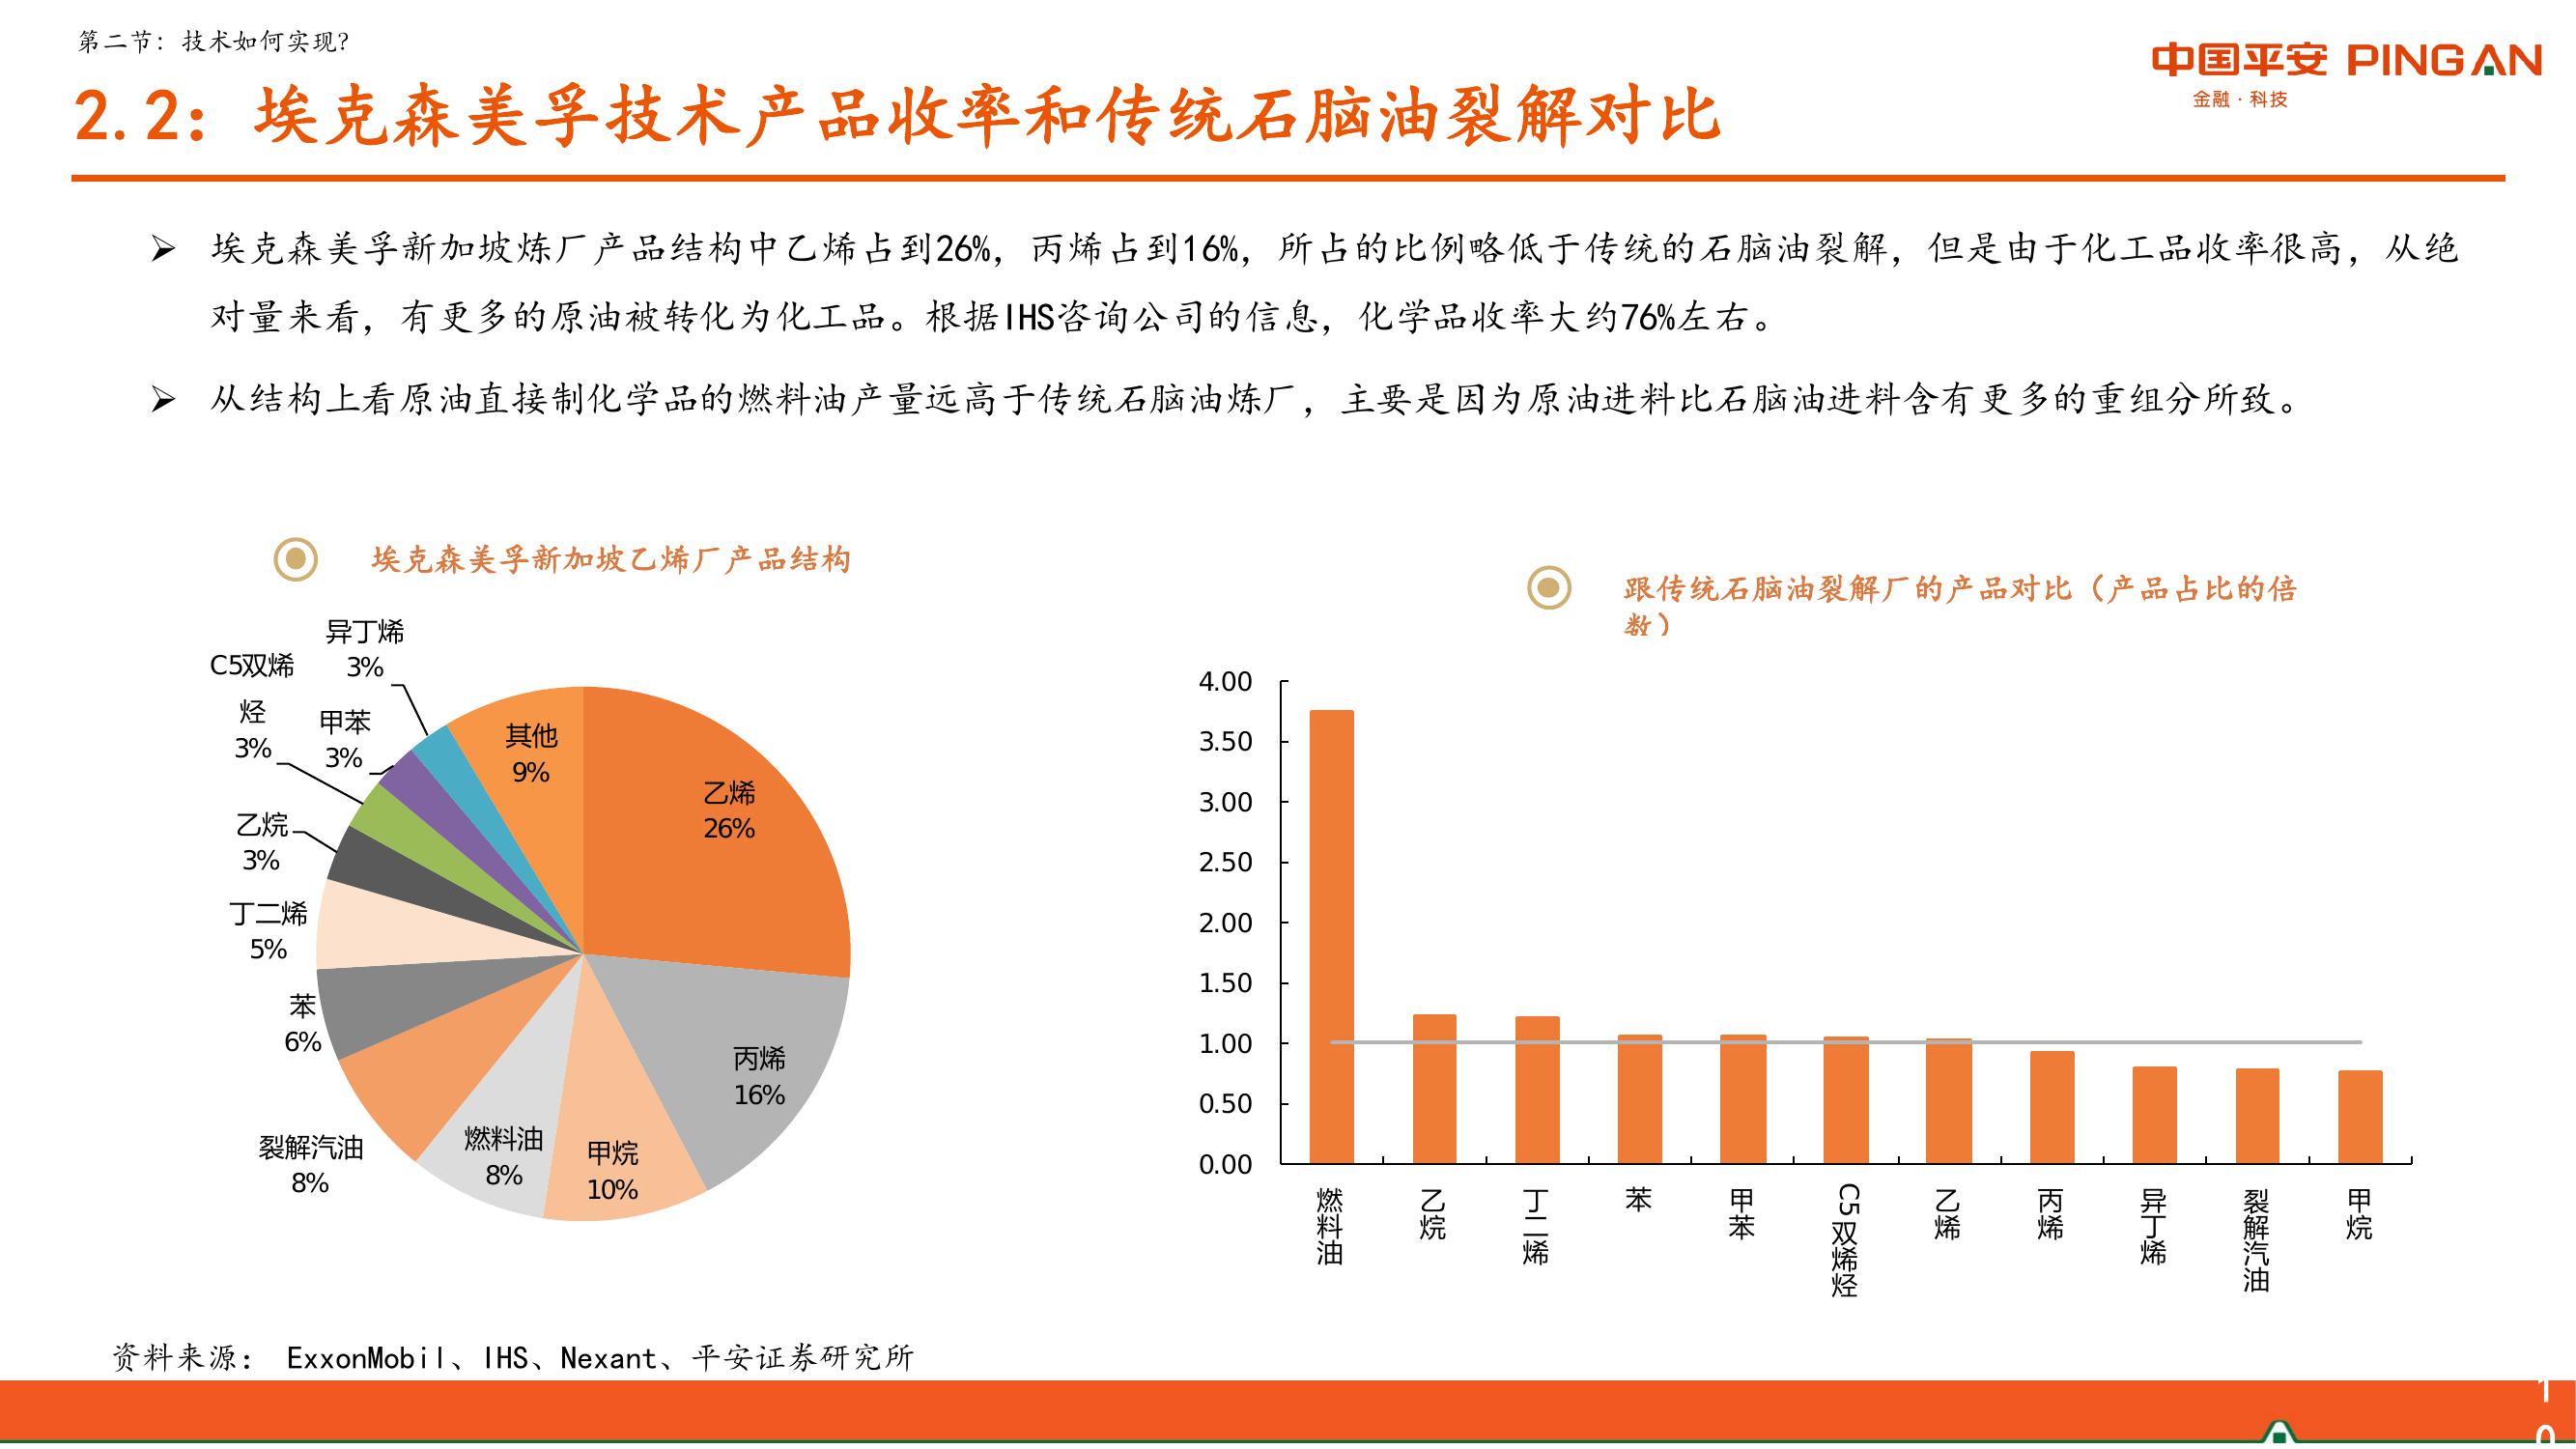 第二节：技术如何实现?
中国平安 PINGAN
金融·科技
2.2：埃克森美孚技术产品收率和传统石脑油裂解对比
埃克森美孚新加坡炼厂产品结构中乙烯占到26%，丙烯占到16%，所占的比例略低于传统的石脑油裂解，但是由于化工品收率很高，从绝
对量来看，有更多的原油被转化为化工品。根据IHS咨询公司的信息，化学品收率大约76%左右。
从结构上看原油直接制化学品的燃料油产量远高于传统石脑油炼厂，主要是因为原油进料比石脑油进料含有更多的重组分所致。
埃克森美孚新加坡乙烯厂产品结构
异丁烯
3%
C5双烯
烃
3%
甲苯
3%
其他
9%
乙烯
26%
乙烷
3%
丁二烯
5%
苯
6%
丙烯
16%
裂解汽油
8%
燃料油
8%
甲烷
10%
跟传统石脑油裂解厂的产品对比（产品占比的倍
数）
4.00
3.50
3.00
2.50
2.00
1.50
1.00
0.50
0.00
燃料油
乙烷
丁二烯
苯
甲苯
C5双烯烃
乙烯
丙烯
异丁烯
裂解汽油
甲烷
资料来源： ExxonMobil、IHS、Nexant、平安证券研究所
1
0